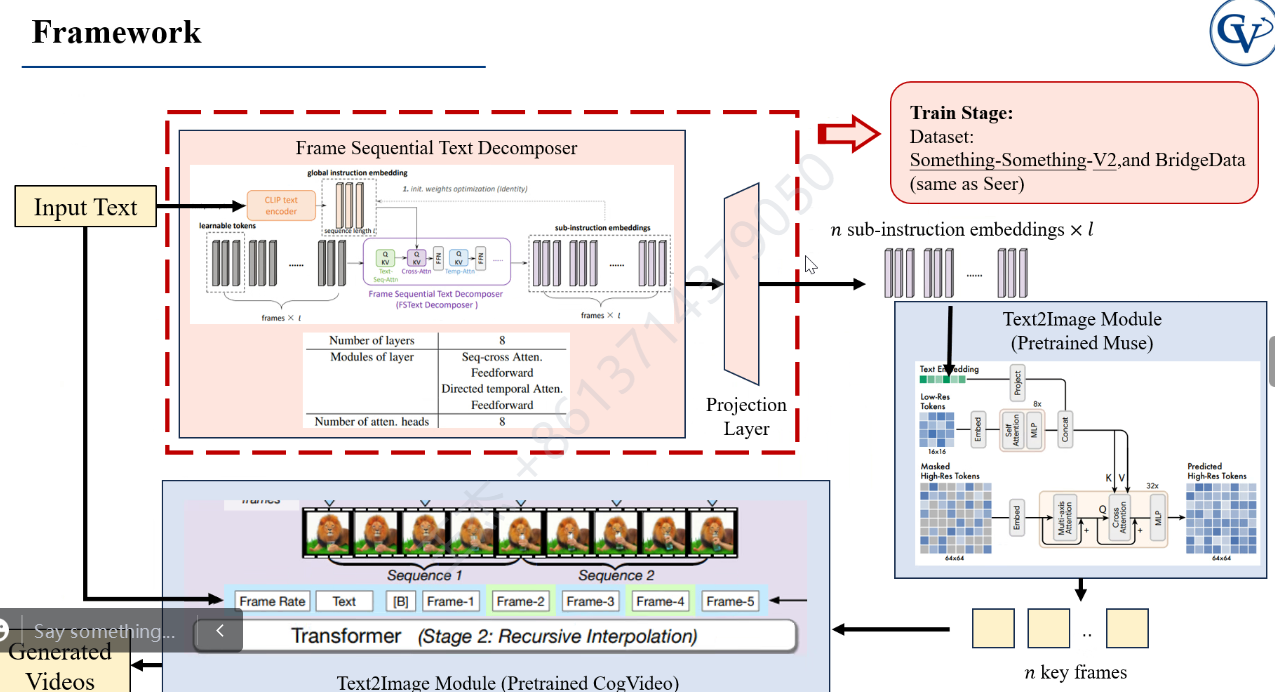 Framework
GV
Train Stage:
Dataset:
Something-Something-V2,and BridgeData
(same as Seer)
Input Text
Frame Sequential Text Decomposer
global instruction embedding
1. init. weights optimization (identity)
CLIP text
encoder
sequence length l
learnable tokens
sub-instruction embeddings
......
Q
KV
Text-
Seq-Attn
Q
KV
Cross-Attn
FFN
Q
KV
Temp-Attn
FFN
......
......
Frame Sequential Text Decomposer
(FSText Decomposer )
frames × l
frames × l
Number of layers 8
Modules of layer Seq-cross Atten.
Feedforward
Directed temporal Atten.
Feedforward
Number of atten. heads 8
Projection
Layer
n sub-instruction embeddings × l
......
Text2Image Module
(Pretrained Muse)
Text Embedding
Project
Low-Res
Tokens
16x16
Embed
Self
Attention
MLP
8x
Concat
K V
Masked
High-Res Tokens
64x64
Embed
Multi-axis
Attention
+
Q
Cross
Attention
+
MLP
32x
Predicted
High-Res Tokens
64x64
n key frames
..
frames
Sequence 1 Sequence 2
Frame Rate Text [B] Frame-1 Frame-2 Frame-3 Frame-4 Frame-5
Transformer (Stage 2: Recursive Interpolation)
Text2Image Module (Pretrained CogVideo)
Say something...
Generated
Videos
+8613714379050